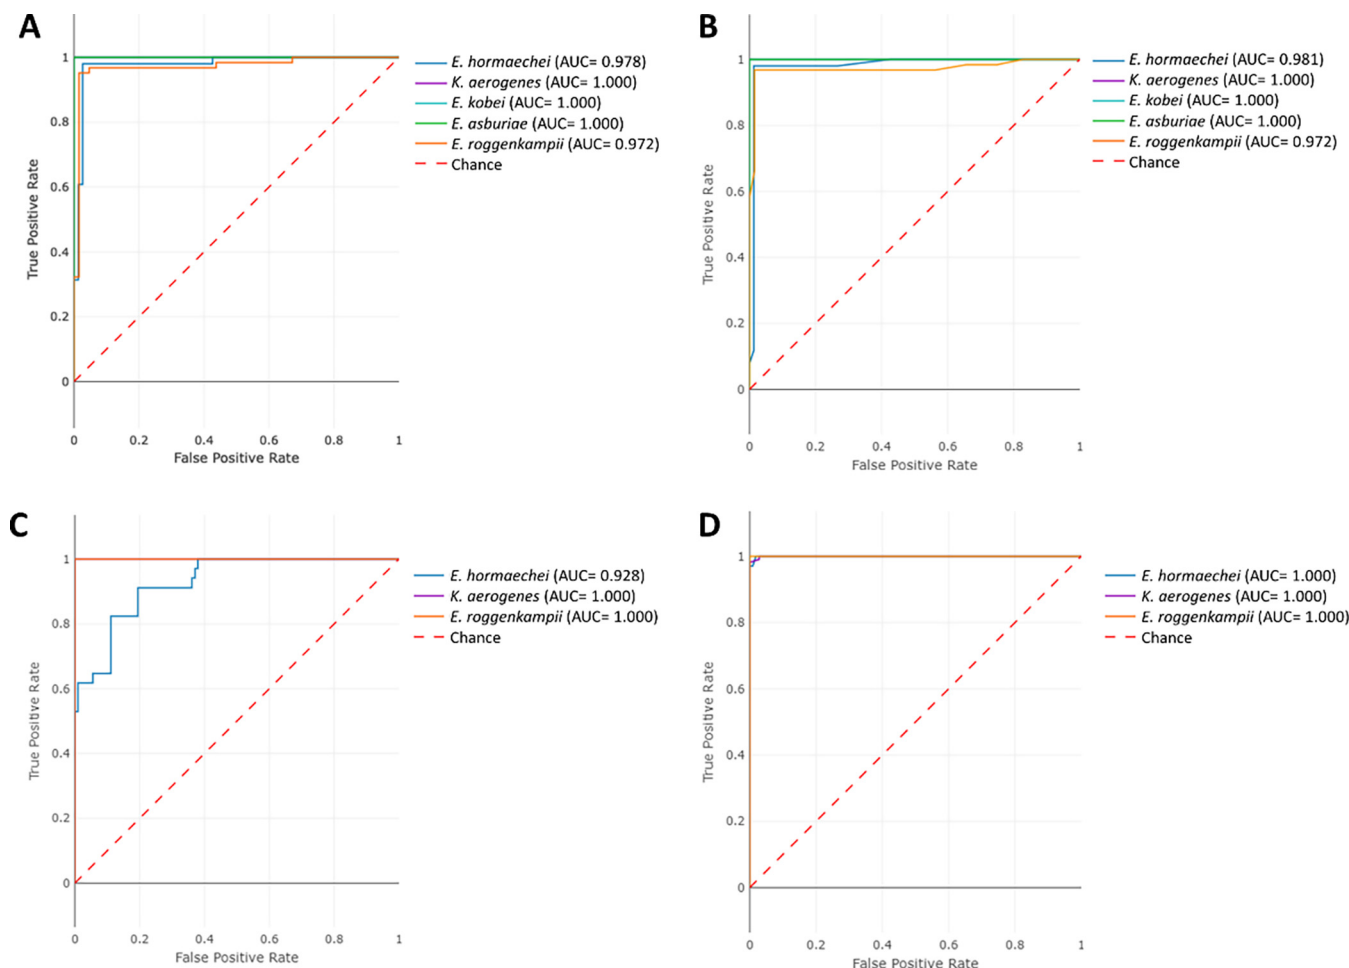 A
E. hormaechei (AUC= 0.978)
K. aerogenes (AUC= 1.000)
E. kobei (AUC= 1.000)
E. asburiae (AUC= 1.000)
E. roggenkampii (AUC= 0.972)
Chance
1
0.8
0.6
0.4
0.2
0
True Positive Rate
0 0.2 0.4 0.6 0.8 1
False Positive Rate
B
E. hormaechei (AUC= 0.981)
K. aerogenes (AUC= 1.000)
E. kobei (AUC= 1.000)
E. asburiae (AUC= 1.000)
E. roggenkampii (AUC= 0.972)
Chance
1
0.8
0.6
0.4
0.2
0
True Positive Rate
0 0.2 0.4 0.6 0.8 1
False Positive Rate
C
E. hormaechei (AUC= 0.928)
K. aerogenes (AUC= 1.000)
E. roggenkampii (AUC= 1.000)
Chance
1
0.8
0.6
0.4
0.2
0
True Positive Rate
0 0.2 0.4 0.6 0.8 1
False Positive Rate
D
E. hormaechei (AUC= 1.000)
K. aerogenes (AUC= 1.000)
E. roggenkampii (AUC= 1.000)
Chance
1
0.8
0.6
0.4
0.2
0
True Positive Rate
0 0.2 0.4 0.6 0.8 1
False Positive Rate